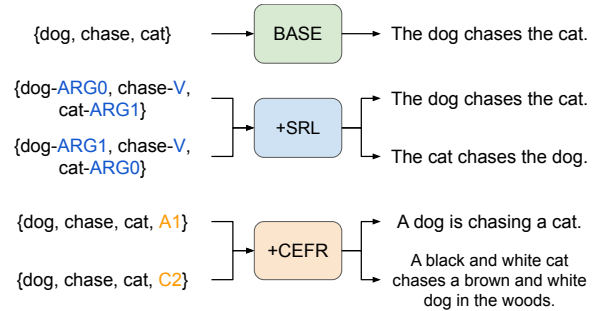 {dog, chase, cat}
BASE
The dog chases the cat.
{dog-ARG0, chase-V,
cat-ARG1}
{dog-ARG1, chase-V,
cat-ARG0}
+SRL
The dog chases the cat.
The cat chases the dog.
{dog, chase, cat, A1}
{dog, chase, cat, C2}
+CEFR
A dog is chasing a cat.
A black and white cat
chases a brown and white
dog in the woods.